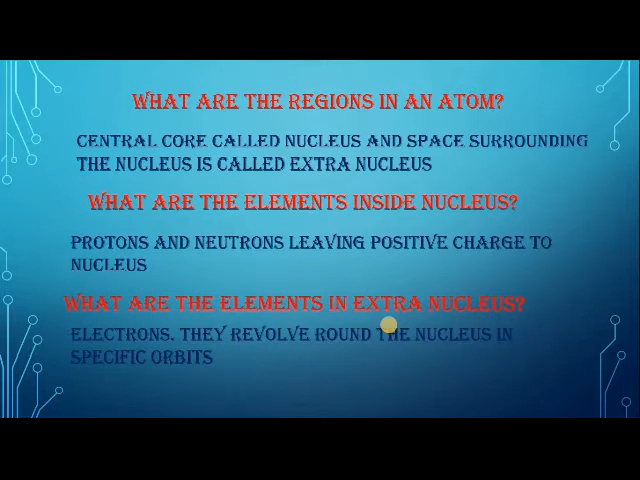 WHAT ARE THE REGIONS IN AN ATOM?
CENTRAL CORE CALLED NUCLEUS AND SPACE SURROUNDING
THE NUCLEUS IS CALLED EXTRA NUCLEUS
WHAT ARE THE ELEMENTS INSIDE NUCLEUS?
PROTONS AND NEUTRONS LEAVING POSITIVE CHARGE TO
NUCLEUS
WHAT ARE THE ELEMENTS IN EXTRA NUCLEUS?
ELECTRONS. THEY REVOLVE ROUND THE NUCLEUS IN
SPECIFIC ORBITS